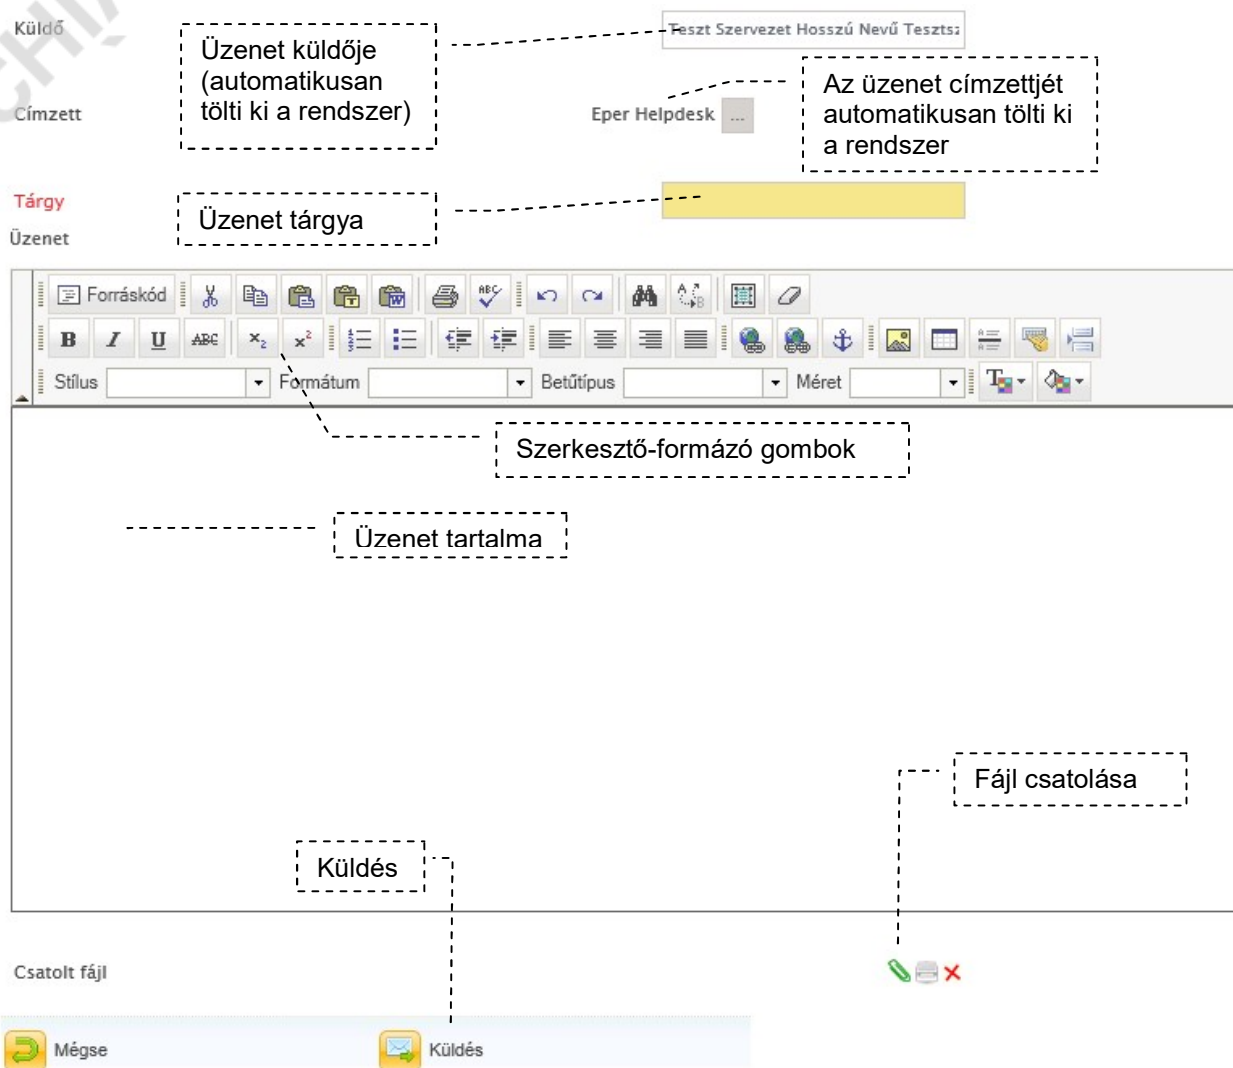 Küldő
Üzenet küldője
(automatikusan
tölti ki a rendszer)
Teszt Szervezet Hosszú Nevű
Címzett
Eper Helpdesk ...
Az üzenet címzettjét
automatikusan tölti ki
a rendszer
Tárgy
Üzenet tárgya
Üzenet
Forráskód
Stílus Formátum Betűtípus Méret
Szerkesztő-formázó gombok
Üzenet tartalma
Fájl csatolása
Küldés
Csatolt fájl
Mégse Küldés